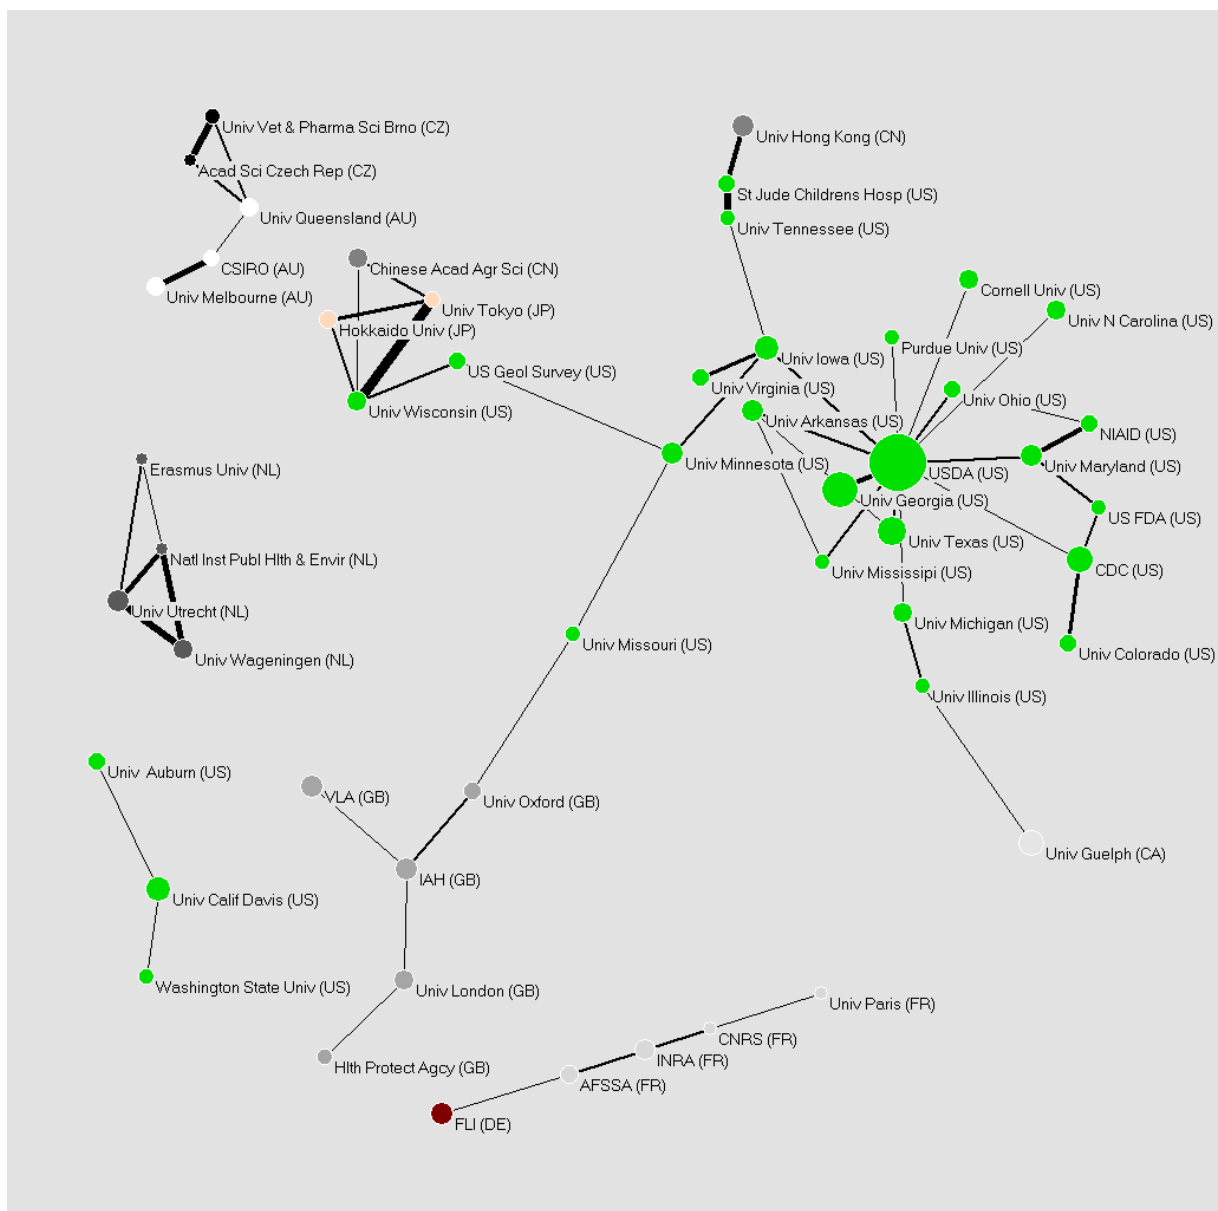 Univ Vet & Pharma Sci Brno (CZ)
Acad Sci Czech Rep (CZ)
Univ Queensland (AU)
CSIRO (AU)
Univ Melbourne (AU)
Chinese Acad Agr Sci (CN)
Univ Tokyo (JP)
Hokkaido Univ (JP)
US Geol Survey (US)
Univ Wisconsin (US)
Univ Hong Kong (CN)
St Jude Childrens Hosp (US)
Univ Tennessee (US)
Cornell Univ (US)
Univ N Carolina (US)
Purdue Univ (US)
Univ Iowa (US)
Univ Virginia (US)
Univ Ohio (US)
Univ Arkansas (US)
NIAID (US)
Univ Minnesota (US)
USDA (US)
Univ Maryland (US)
Univ Georgia (US)
US FDA (US)
Univ Texas (US)
Univ Mississipi (US)
CDC (US)
Univ Michigan (US)
Univ Colorado (US)
Univ Illinois (US)
Univ Guelph (CA)
Erasmus Univ (NL)
Natl Inst Publ Hlth & Envir (NL)
Univ Utrecht (NL)
Univ Wageningen (NL)
Univ Missouri (US)
Univ Auburn (US)
Univ Calif Davis (US)
Washington State Univ (US)
VLA (GB)
Univ Oxford (GB)
IAH (GB)
Univ London (GB)
Hlth Protect Agcy (GB)
Univ Paris (FR)
CNRS (FR)
INRA (FR)
AFSSA (FR)
FLI (DE)